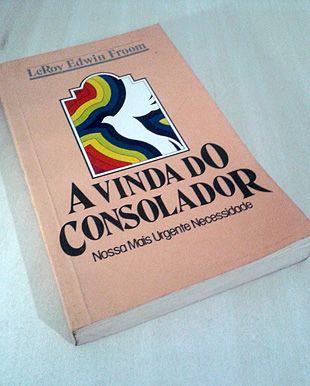 LeRoy Edwin Froom
A VINDA DO
CONSOLADOR
Nossa Mais Urgente Necessidade